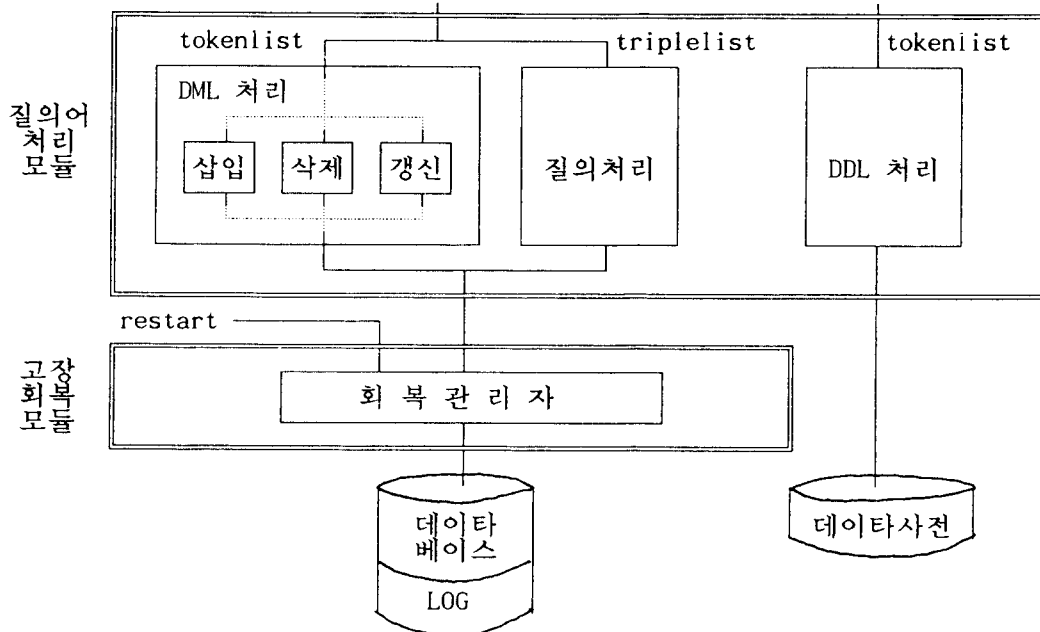 tokenlist
triplelist
tokenlist
질의어
처리
모듈
DML 처리
삽입
삭제
갱신
질의처리
DDL 처리
restart
고장
회복
모듈
회 복 관 리 자
데이타
베이스
LOG
데이타사전